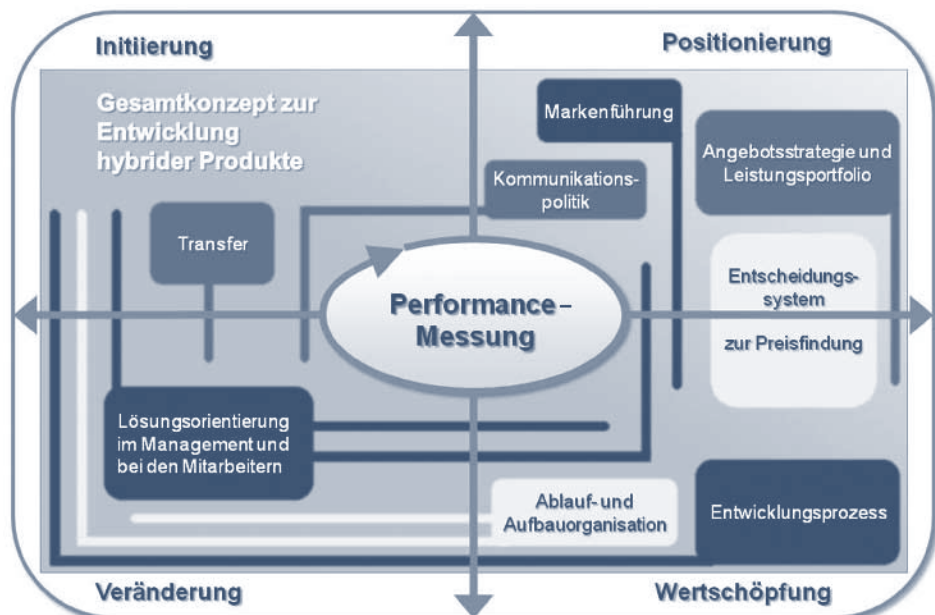 Initiierung
Positionierung
Gesamtkonzept zur
Entwicklung
hybrider Produkte
Markenführung
Angebotsstrategie und
Leistungsportfolio
Kommunikations-
politik
Transfer
Entscheidungs-
system
zur Preisfindung
Performance–
Messung
Lösungsorientierung
im Management und
bei den Mitarbeitern
Ablauf- und
Aufbauorganisation
Entwicklungsprozess
Veränderung
Wertschöpfung